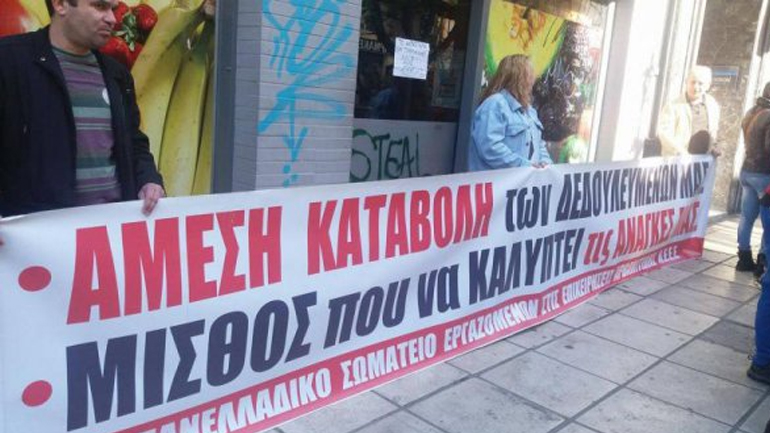 • ΑΜΕΣΗ ΚΑΤΑΒΟΛΗ των ΔΕΔΟΥΛΕΥΜΕΝΩΝ ΜΑΣ
• ΜΙΣΘΟΣ που να ΚΑΛΥΠΤΕΙ τις ΑΝΑΓΚΕΣ ΜΑΣ
ΠΑΝΕΛΛΑΔΙΚΟ ΣΩΜΑΤΕΙΟ ΕΡΓΑΖΟΜΕΝΩΝ ΣΤΙΣ ΕΠΙΧΕΙΡΗΣΕΙΣ
STEAL